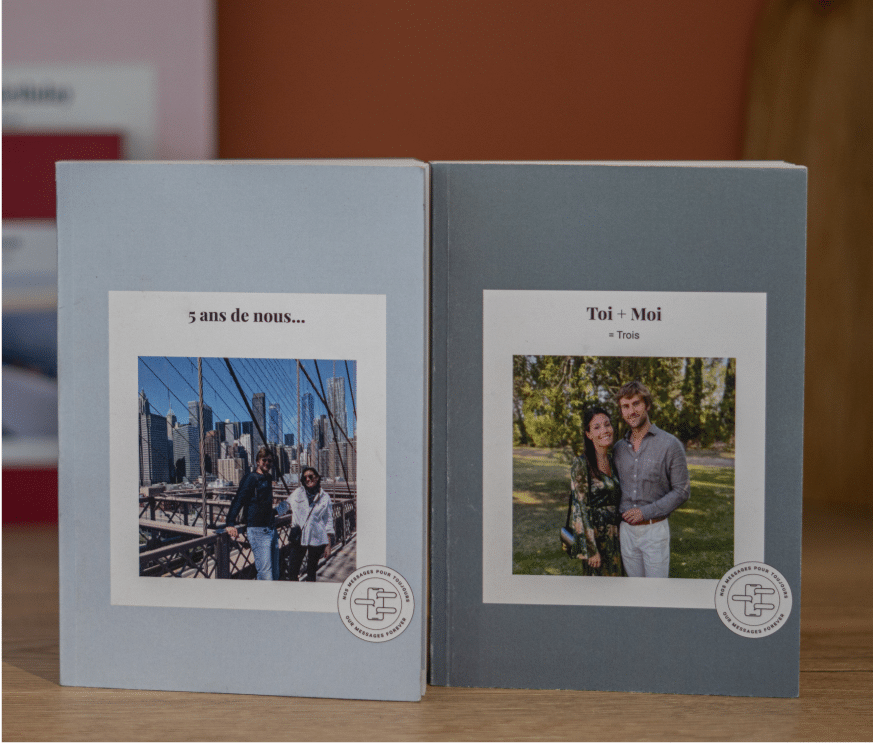 5 ans de nous...
NOS MESSAGES POUR TOUJOURS
OUR MESSAGES FOREVER
Toi + Moi
= Trois
NOS MESSAGES POUR TOUJOURS
OUR MESSAGES FOREVER